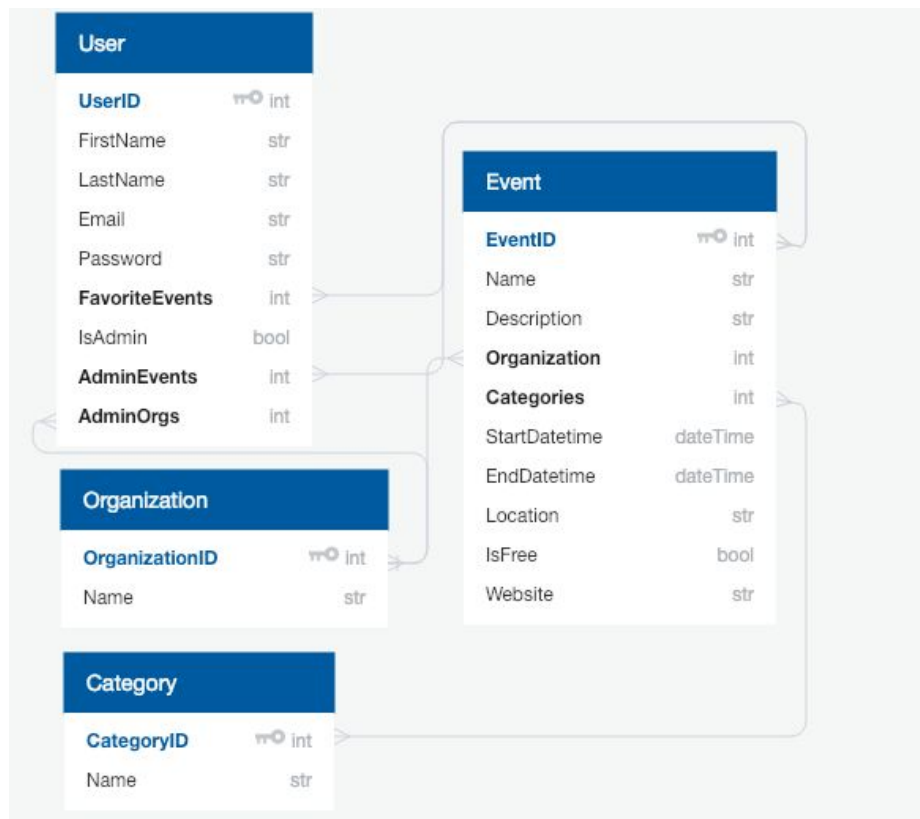 User
UserID int
FirstName str
LastName str
Email str
Password str
FavoriteEvents int
IsAdmin bool
AdminEvents int
AdminOrgs int
Event
EventID int
Name str
Description str
Organization int
Categories int
StartDatetime dateTime
EndDatetime dateTime
Location str
IsFree bool
Website str
Organization
OrganizationID int
Name str
Category
CategoryID int
Name str